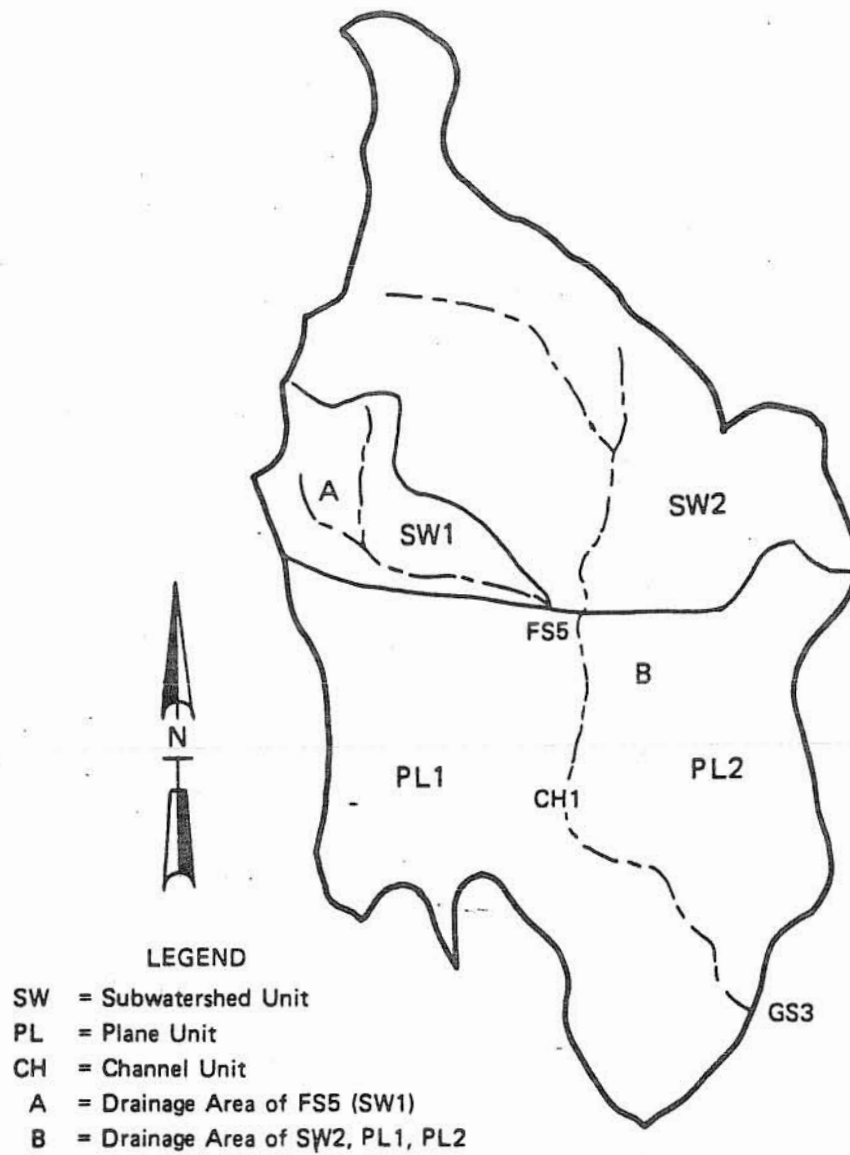 A
SW1
SW2
FS5
B
N
PL1
CH1
PL2
GS3
LEGEND
SW = Subwatershed Unit
PL = Plane Unit
CH = Channel Unit
A = Drainage Area of FS5 (SW1)
B = Drainage Area of SW2, PL1, PL2